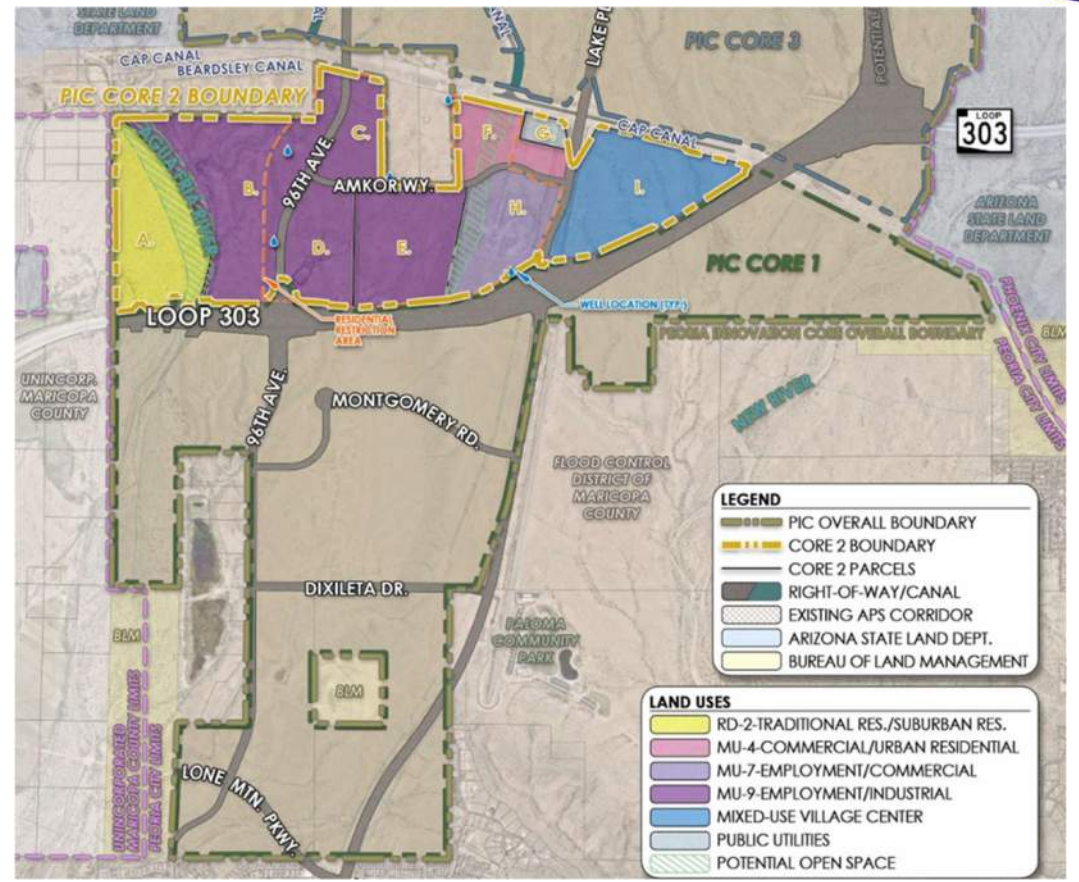 STATE LAND
DEPARTMENT
CANAL
LAKE PL
PIC CORE 3
POTENTIAL
CAP CANAL
BEARDSLEY CANAL
PIC CORE 2 BOUNDARY
LOOP
303
CAP CANAL
AGUA FRIA RIVER
A.
B.
C.
D.
E.
F.
G.
H.
I.
96TH AVE.
AMKOR WY.
ARIZONA
STATE LAND
DEPARTMENT
PIC CORE 1
WELL LOCATION (TYP.)
LOOP 303
RESIDENTIAL
RESTRICTION
AREA
PEORIA INNOVATION CORE OVERALL BOUNDARY
PHOENIX CITY LIMITS
PEORIA CITY LIMITS
BLM
UNINCORP.
MARICOPA
COUNTY
96TH AVE.
MONTGOMERY RD.
NEW RIVER
FLOOD CONTROL
DISTRICT OF
MARICOPA
COUNTY
DIXILETA DR.
PALOMA
COMMUNITY
PARK
BLM
BLM
UNINCORPORATED
MARICOPA COUNTY LIMITS
PEORIA CITY LIMITS
LONE MTN. PKWY.
LEGEND
PIC OVERALL BOUNDARY
CORE 2 BOUNDARY
CORE 2 PARCELS
RIGHT-OF-WAY/CANAL
EXISTING APS CORRIDOR
ARIZONA STATE LAND DEPT.
BUREAU OF LAND MANAGEMENT
LAND USES
RD-2-TRADITIONAL RES./SUBURBAN RES.
MU-4-COMMERCIAL/URBAN RESIDENTIAL
MU-7-EMPLOYMENT/COMMERCIAL
MU-9-EMPLOYMENT/INDUSTRIAL
MIXED-USE VILLAGE CENTER
PUBLIC UTILITIES
POTENTIAL OPEN SPACE